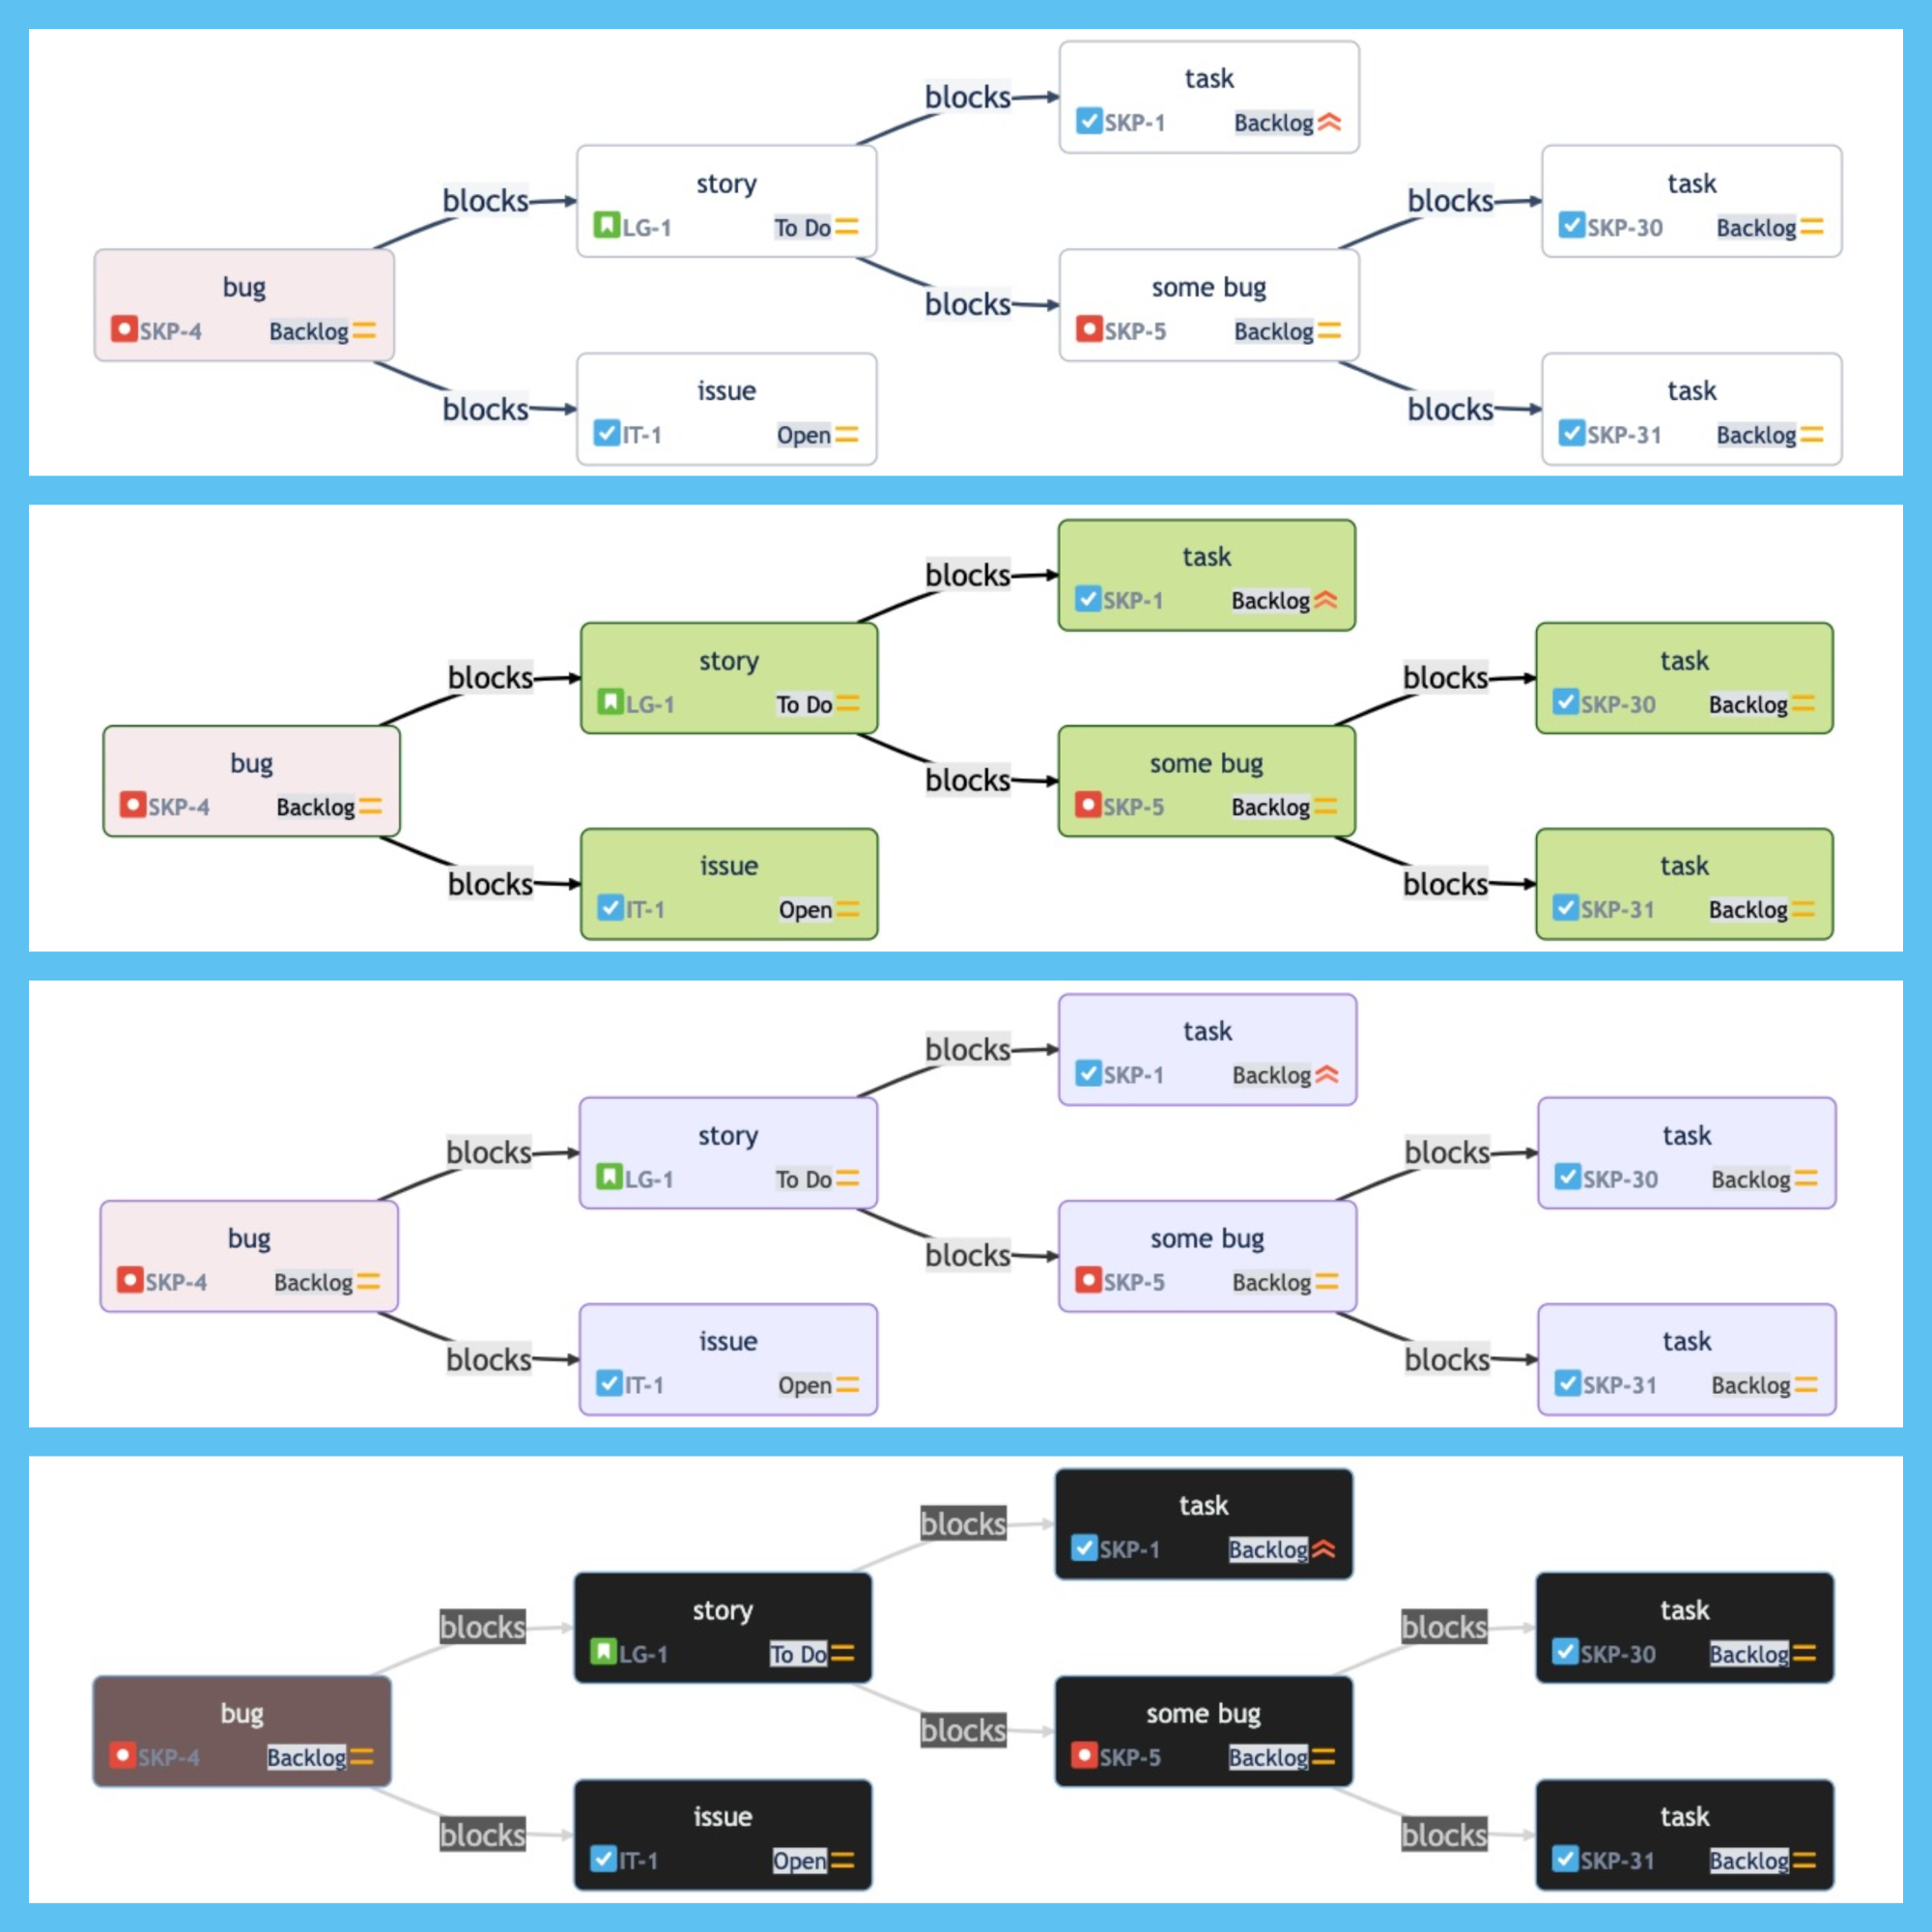 task
blocks
SKP-1 Backlog
story
task
blocks
blocks
LG-1 To Do
SKP-30 Backlog
bug
some bug
blocks
SKP-4 Backlog
SKP-5 Backlog
issue
task
blocks
blocks
IT-1 Open
SKP-31 Backlog
task
blocks
SKP-1 Backlog
story
task
blocks
blocks
LG-1 To Do
SKP-30 Backlog
bug
some bug
blocks
SKP-4 Backlog
SKP-5 Backlog
issue
task
blocks
blocks
IT-1 Open
SKP-31 Backlog
task
blocks
SKP-1 Backlog
story
task
blocks
blocks
LG-1 To Do
SKP-30 Backlog
bug
some bug
blocks
SKP-4 Backlog
SKP-5 Backlog
issue
task
blocks
blocks
IT-1 Open
SKP-31 Backlog
task
blocks
SKP-1 Backlog
story
task
blocks
blocks
LG-1 To Do
SKP-30 Backlog
bug
some bug
blocks
SKP-4 Backlog
SKP-5 Backlog
issue
task
blocks
blocks
IT-1 Open
SKP-31 Backlog